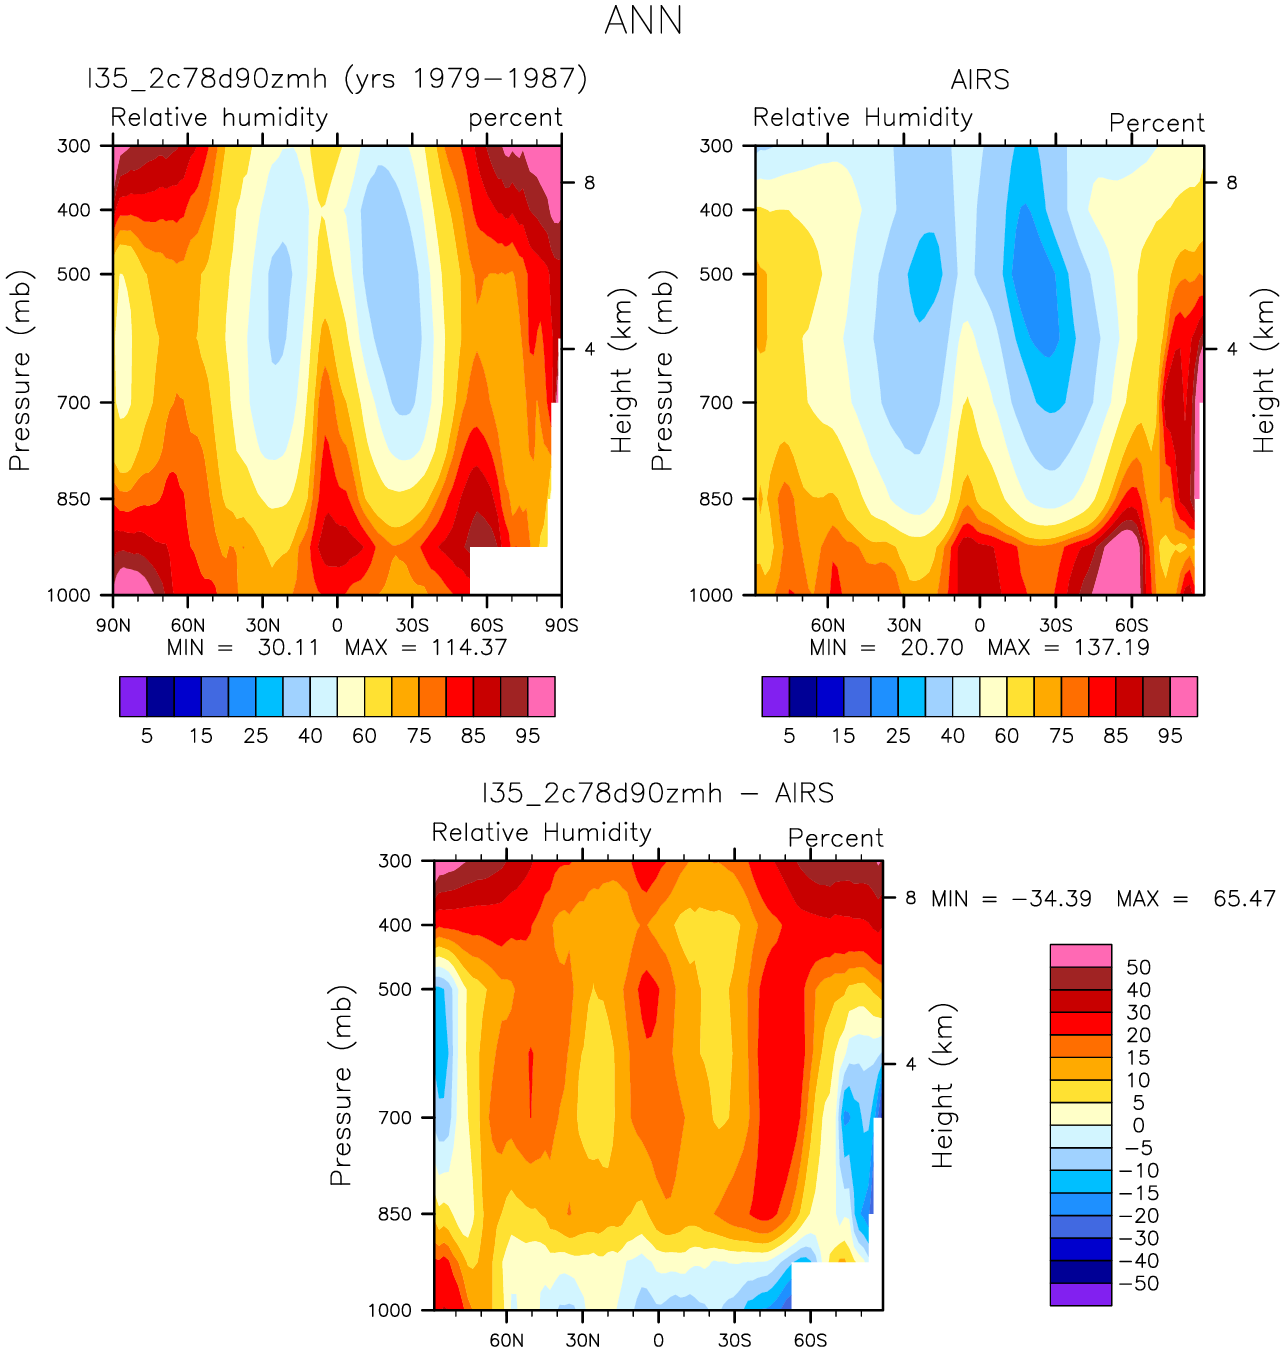 ANN
I35_2c78d90zmh (yrs 1979-1987)
Relative humidity percent
300
400
500
700
850
1000
Pressure (mb)
8
4
Height (km)
90N 60N 30N 0 30S 60S 90S
MIN = 30.11 MAX = 114.37
5 15 25 40 60 75 85 95
AIRS
Relative Humidity Percent
300
400
500
700
850
1000
Pressure (mb)
8
4
Height (km)
60N 30N 0 30S 60S
MIN = 20.70 MAX = 137.19
5 15 25 40 60 75 85 95
I35_2c78d90zmh - AIRS
Relative Humidity Percent
300
400
500
700
850
1000
Pressure (mb)
8
4
Height (km)
60N 30N 0 30S 60S
MIN = -34.39 MAX = 65.47
50
40
30
20
15
10
5
0
-5
-10
-15
-20
-30
-40
-50